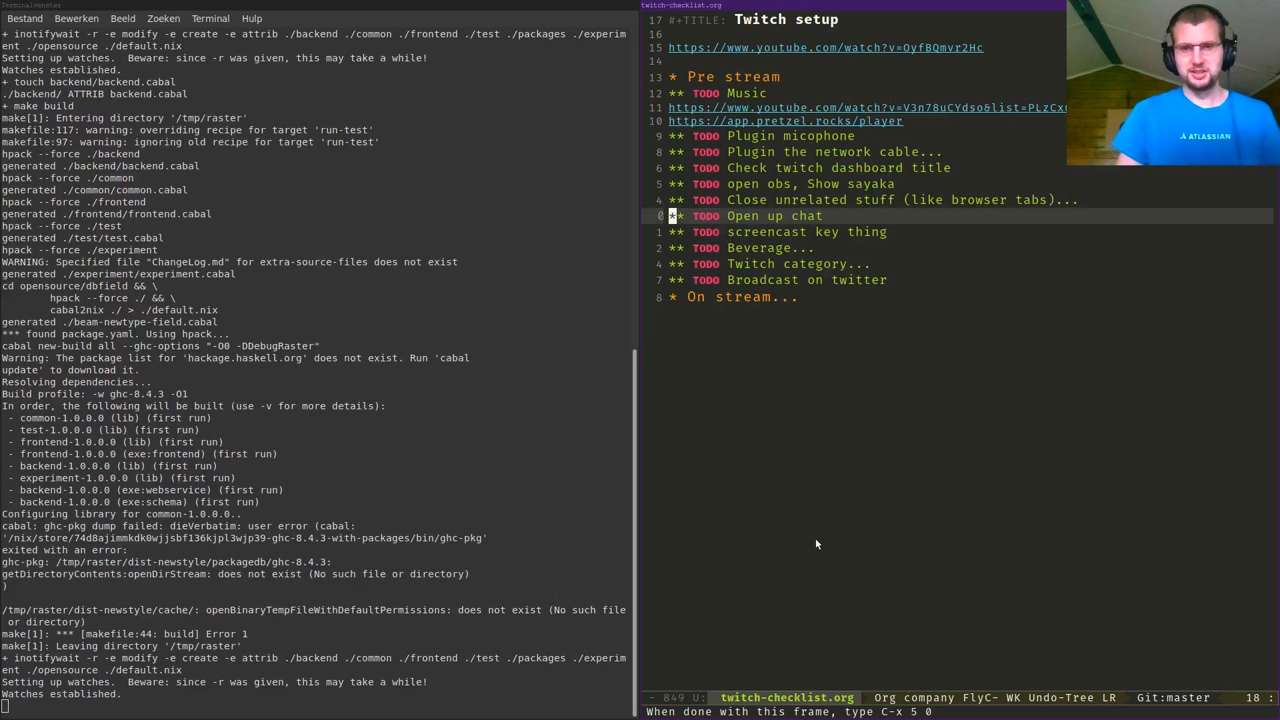 Terminalvenster
Bestand Bewerken Beeld Zoeken Terminal Help
+ inotifywait -r -e modify -e create -e attrib ./backend ./common ./frontend ./test ./packages ./experim
ent ./opensource ./default.nix
Setting up watches.  Beware: since -r was given, this may take a while!
Watches established.
+ touch backend/backend.cabal
./backend/ ATTRIB backend.cabal
+ make build
make[1]: Entering directory '/tmp/raster'
makefile:117: warning: overriding recipe for target 'run-test'
makefile:97: warning: ignoring old recipe for target 'run-test'
hpack --force ./backend
generated ./backend/backend.cabal
hpack --force ./common
generated ./common/common.cabal
hpack --force ./frontend
generated ./frontend/frontend.cabal
hpack --force ./test
generated ./test/test.cabal
hpack --force ./experiment
WARNING: Specified file "ChangeLog.md" for extra-source-files does not exist
generated ./experiment/experiment.cabal
cd opensource/dbfield && \
        hpack --force ./ && \
        cabal2nix ./ > ./default.nix
generated ./beam-newtype-field.cabal
*** found package.yaml. Using hpack...
cabal new-build all --ghc-options "-O0 -DDebugRaster"
Warning: The package list for 'hackage.haskell.org' does not exist. Run 'cabal
update' to download it.
Resolving dependencies...
Build profile: -w ghc-8.4.3 -O1
In order, the following will be built (use -v for more details):
 - common-1.0.0.0 (lib) (first run)
 - test-1.0.0.0 (lib) (first run)
 - frontend-1.0.0.0 (lib) (first run)
 - frontend-1.0.0.0 (exe:frontend) (first run)
 - backend-1.0.0.0 (lib) (first run)
 - experiment-1.0.0.0 (lib) (first run)
 - backend-1.0.0.0 (exe:webservice) (first run)
 - backend-1.0.0.0 (exe:schema) (first run)
Configuring library for common-1.0.0.0..
cabal: ghc-pkg dump failed: dieVerbatim: user error (cabal:
'/nix/store/74d8ajimmkdk0wjjsbf136kjpl3wjp39-ghc-8.4.3-with-packages/bin/ghc-pkg'
exited with an error:
ghc-pkg: /tmp/raster/dist-newstyle/packagedb/ghc-8.4.3:
getDirectoryContents:openDirStream: does not exist (No such file or directory)
)
/tmp/raster/dist-newstyle/cache/: openBinaryTempFileWithDefaultPermissions: does not exist (No such file
 or directory)
make[1]: *** [makefile:44: build] Error 1
make[1]: Leaving directory '/tmp/raster'
+ inotifywait -r -e modify -e create -e attrib ./backend ./common ./frontend ./test ./packages ./experim
ent ./opensource ./default.nix
Setting up watches.  Beware: since -r was given, this may take a while!
Watches established.
twitch-checklist.org
17 #+TITLE: Twitch setup
16
15 https://www.youtube.com/watch?v=OyfBQmvr2Hc
14
13 * Pre stream
12 ** TODO Music
11 https://www.youtube.com/watch?v=V3n78uCYdso&list=PLzCx
10 https://app.pretzel.rocks/player
9 ** TODO Plugin micophone
8 ** TODO Plugin the network cable...
6 ** TODO Check twitch dashboard title
5 ** TODO open obs, Show sayaka
4 ** TODO Close unrelated stuff (like browser tabs)...
0 ** TODO Open up chat
1 ** TODO screencast key thing
2 ** TODO Beverage...
4 ** TODO Twitch category...
7 ** TODO Broadcast on twitter
8 * On stream...
ATLASSIAN
- 849 U: twitch-checklist.org Org company FlyC- WK Undo-Tree LR Git:master 18 :
When done with this frame, type C-x 5 0